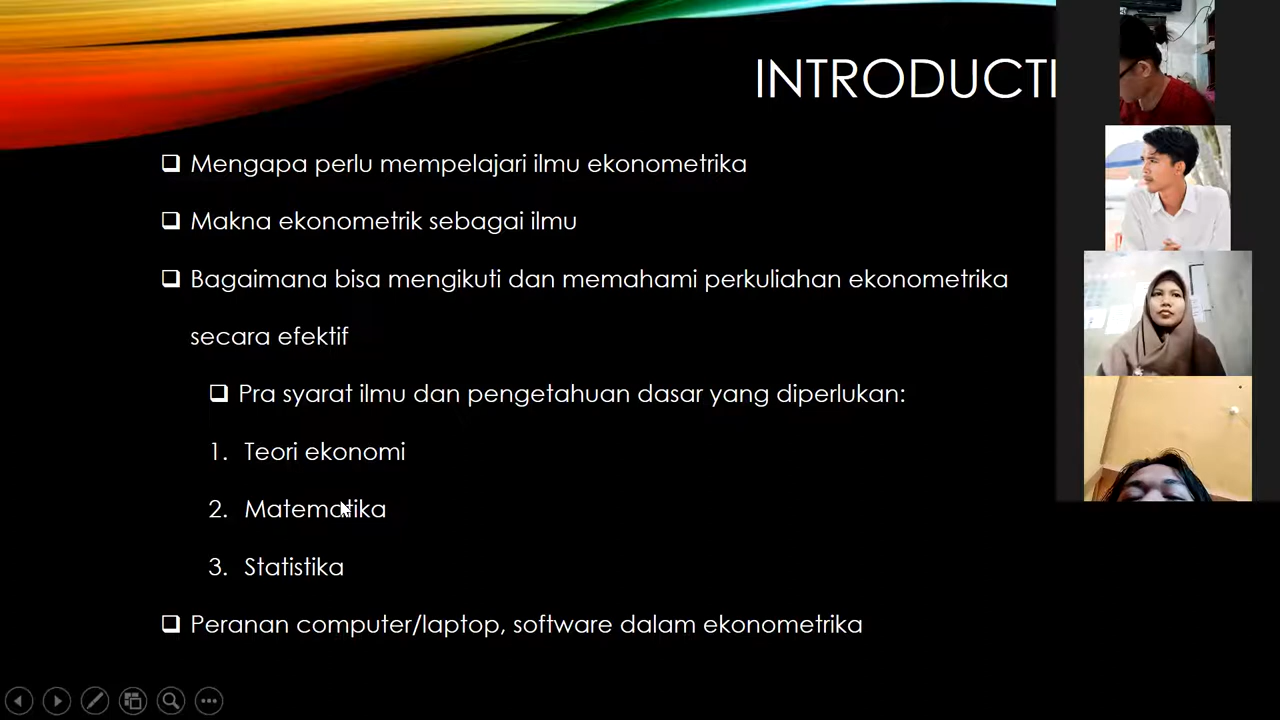 INTRODUCTI
❑ Mengapa perlu mempelajari ilmu ekonometrika
❑ Makna ekonometrik sebagai ilmu
❑ Bagaimana bisa mengikuti dan memahami perkuliahan ekonometrika
secara efektif
❑ Pra syarat ilmu dan pengetahuan dasar yang diperlukan:
1. Teori ekonomi
2. Matematika
3. Statistika
❑ Peranan computer/laptop, software dalam ekonometrika